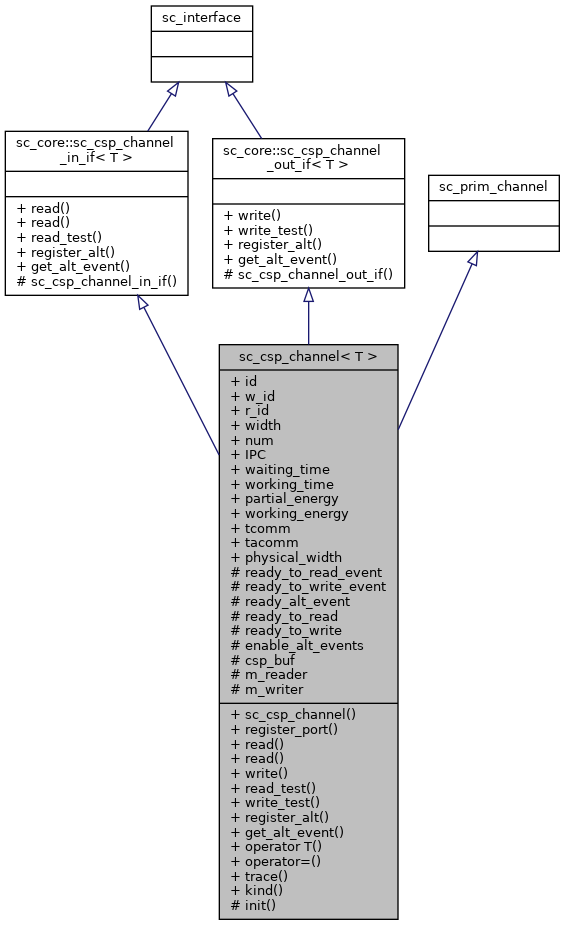 sc_interface
sc_core::sc_csp_channel
_in_if< T >
+ read()
+ read()
+ read_test()
+ register_alt()
+ get_alt_event()
# sc_csp_channel_in_if()
sc_core::sc_csp_channel
_out_if< T >
+ write()
+ write_test()
+ register_alt()
+ get_alt_event()
# sc_csp_channel_out_if()
sc_prim_channel
sc_csp_channel< T >
+ id
+ w_id
+ r_id
+ width
+ num
+ IPC
+ waiting_time
+ working_time
+ partial_energy
+ working_energy
+ tcomm
+ tacomm
+ physical_width
# ready_to_read_event
# ready_to_write_event
# ready_alt_event
# ready_to_read
# ready_to_write
# enable_alt_events
# csp_buf
# m_reader
# m_writer
+ sc_csp_channel()
+ register_port()
+ read()
+ read()
+ write()
+ read_test()
+ write_test()
+ register_alt()
+ get_alt_event()
+ operator T()
+ operator=()
+ trace()
+ kind()
# init()